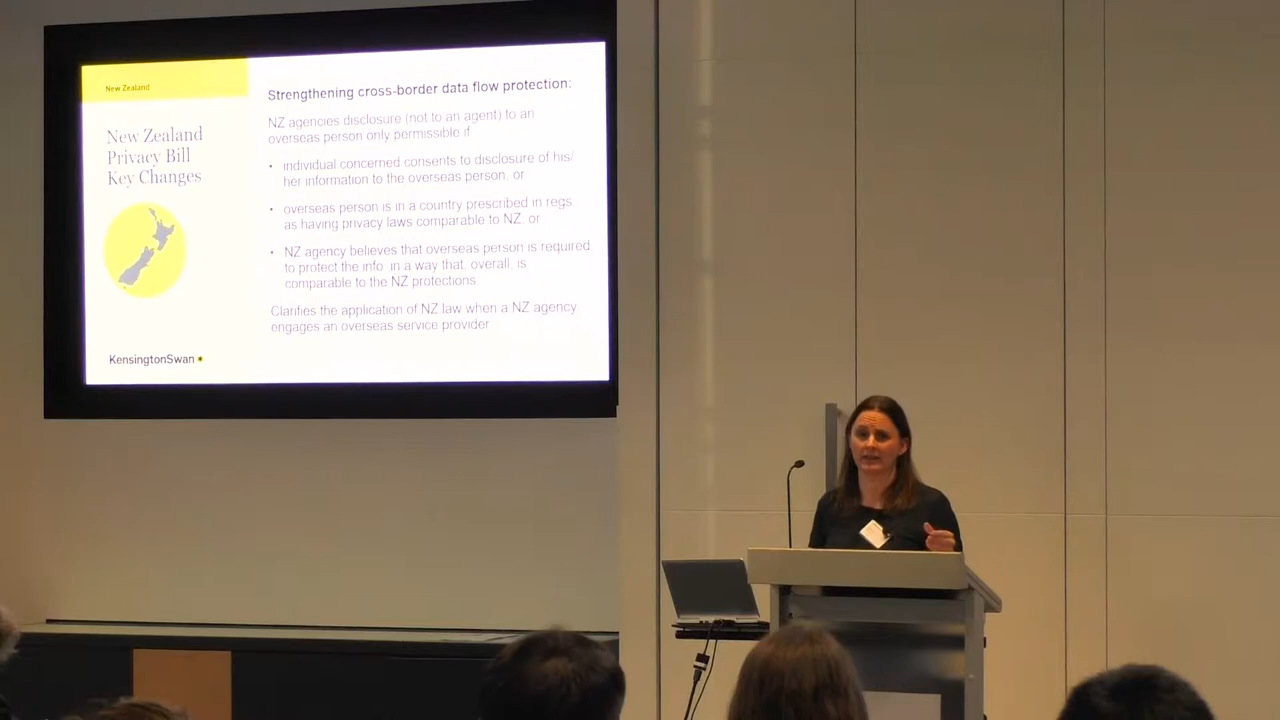 New Zealand
New Zealand
Privacy Bill
Key Changes
KensingtonSwan
Strengthening cross-border data flow protection:
NZ agencies disclosure (not to an agent) to an
overseas person only permissible if
• individual concerned consents to disclosure of his/
her information to the overseas person, or
• overseas person is in a country prescribed in regs
as having privacy laws comparable to NZ, or
• NZ agency believes that overseas person is required
to protect the info in a way that, overall, is
comparable to the NZ protections
Clarifies the application of NZ law when a NZ agency
engages an overseas service provider